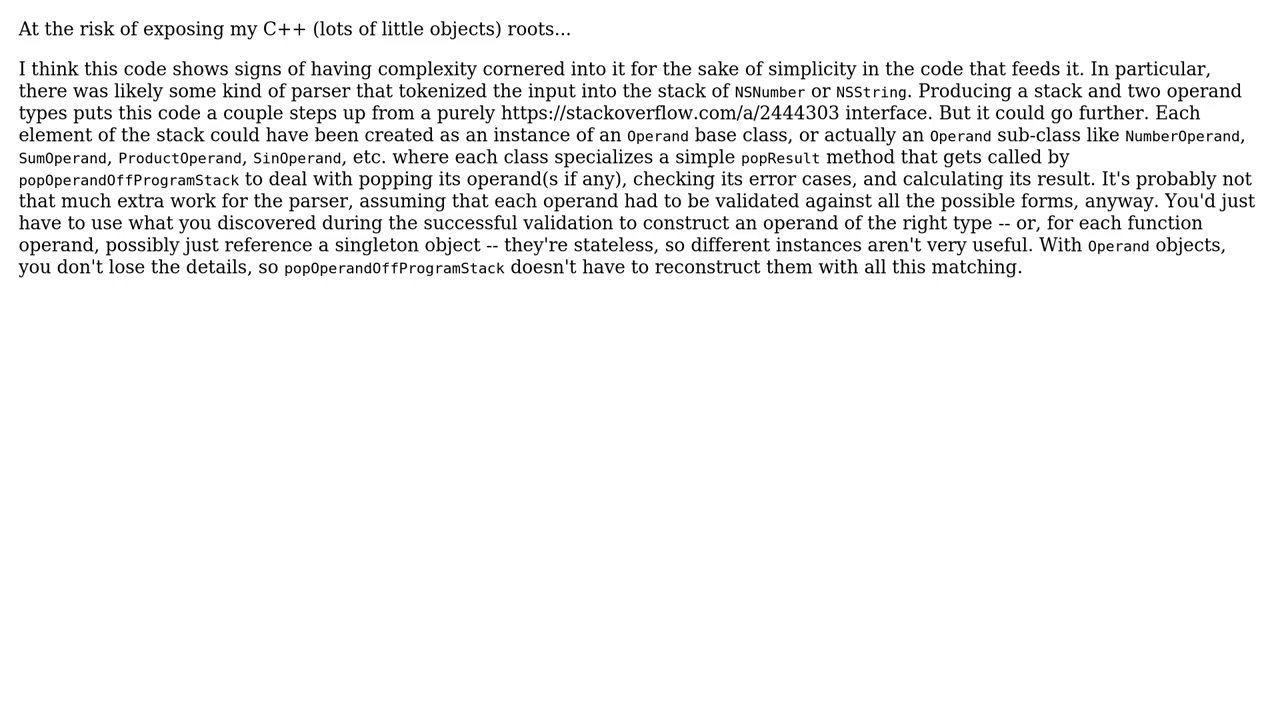 At the risk of exposing my C++ (lots of little objects) roots...
I think this code shows signs of having complexity cornered into it for the sake of simplicity in the code that feeds it. In particular,
there was likely some kind of parser that tokenized the input into the stack of NSNumber or NSString. Producing a stack and two operand
types puts this code a couple steps up from a purely https://stackoverflow.com/a/2444303 interface. But it could go further. Each
element of the stack could have been created as an instance of an Operand base class, or actually an Operand sub-class like NumberOperand,
SumOperand, ProductOperand, SinOperand, etc. where each class specializes a simple popResult method that gets called by
popOperandOffProgramStack to deal with popping its operand(s if any), checking its error cases, and calculating its result. It's probably not
that much extra work for the parser, assuming that each operand had to be validated against all the possible forms, anyway. You'd just
have to use what you discovered during the successful validation to construct an operand of the right type -- or, for each function
operand, possibly just reference a singleton object -- they're stateless, so different instances aren't very useful. With Operand objects,
you don't lose the details, so popOperandOffProgramStack doesn't have to reconstruct them with all this matching.